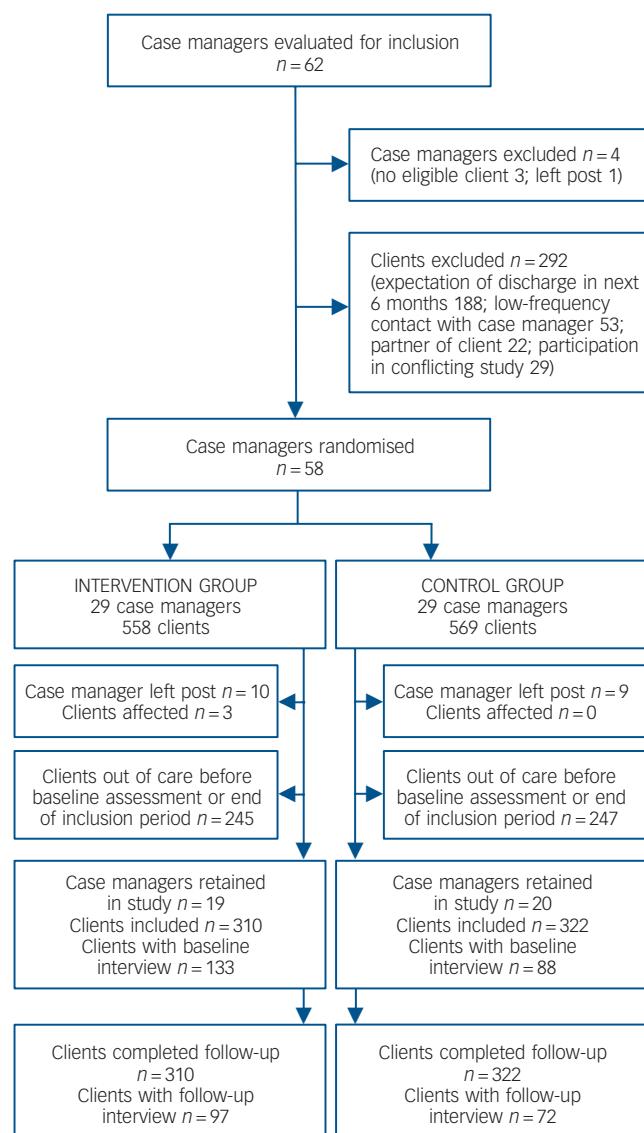 Case managers evaluated for inclusion
n = 62
Case managers excluded n = 4
(no eligible client 3; left post 1)
Clients excluded n = 292
(expectation of discharge in next
6 months 188; low-frequency
contact with case manager 53;
partner of client 22; participation
in conflicting study 29)
Case managers randomised
n = 58
INTERVENTION GROUP
29 case managers
558 clients
CONTROL GROUP
29 case managers
569 clients
Case manager left post n = 10
Clients affected n = 3
Case manager left post n = 9
Clients affected n = 0
Clients out of care before
baseline assessment or end
of inclusion period n = 245
Clients out of care before
baseline assessment or end
of inclusion period n = 247
Case managers retained
in study n = 19
Clients included n = 310
Clients with baseline
interview n = 133
Case managers retained
in study n = 20
Clients included n = 322
Clients with baseline
interview n = 88
Clients completed follow-up
n = 310
Clients with follow-up
interview n = 97
Clients completed follow-up
n = 322
Clients with follow-up
interview n = 72